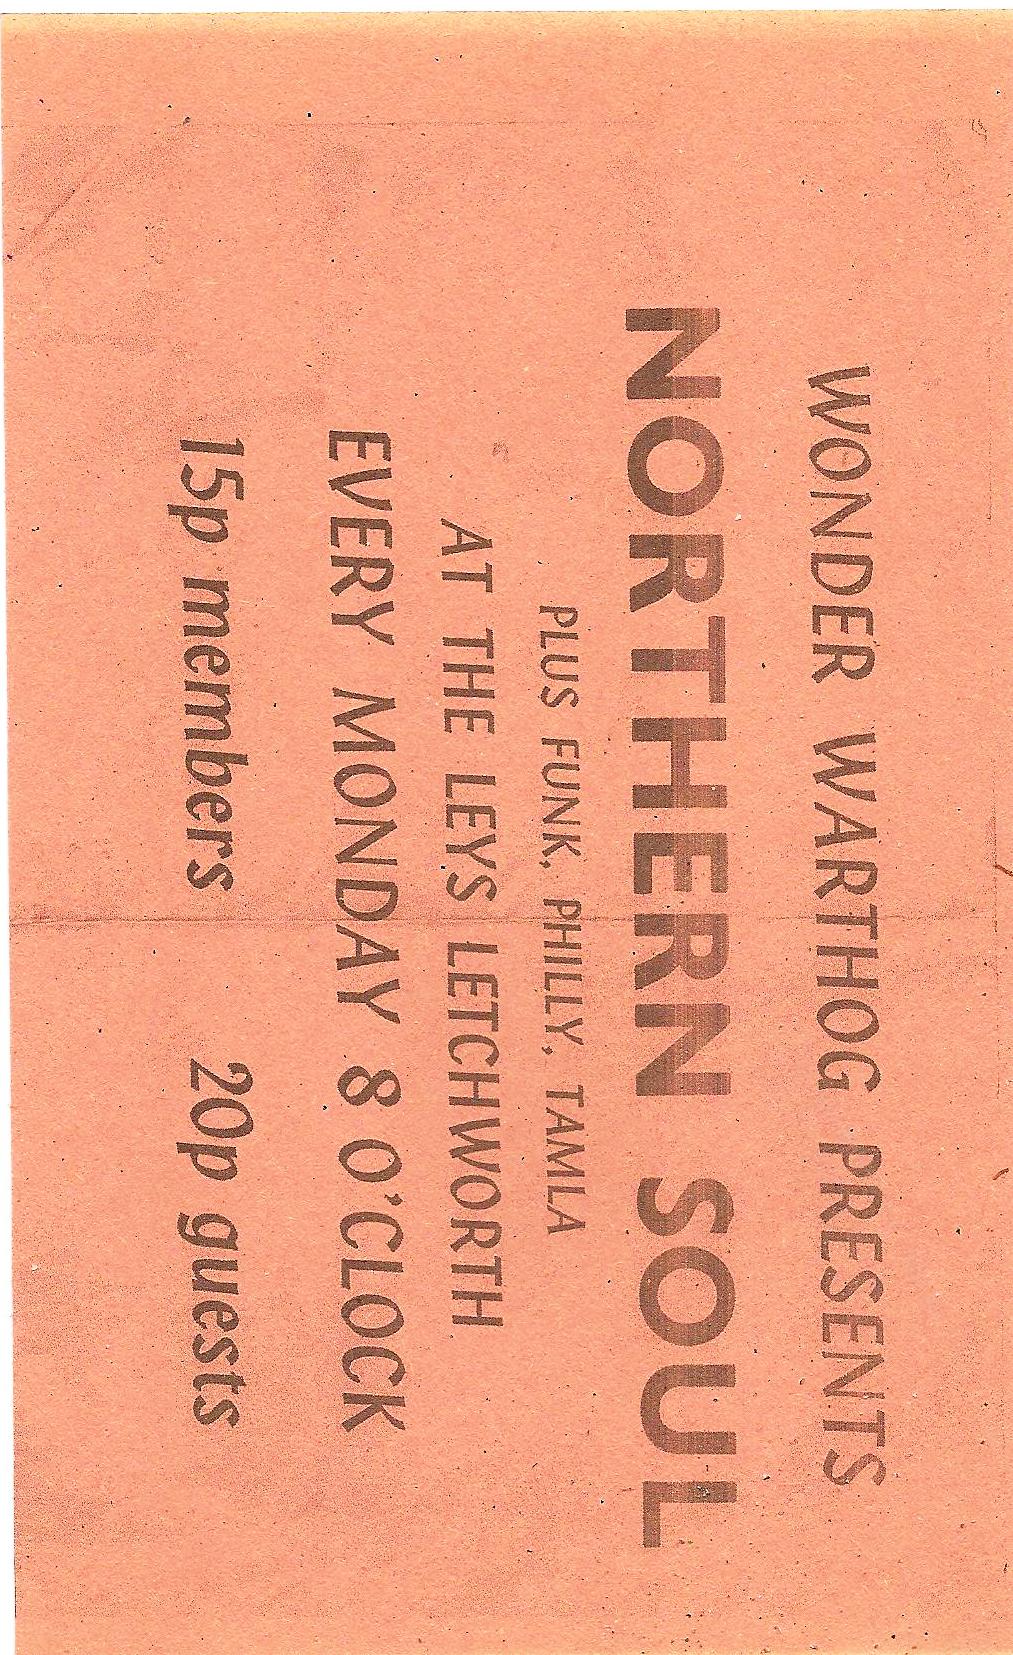 WONDER WARTHOG PRESENTS
NORTHERN SOUL
PLUS FUNK, PHILLY, TAMLA
AT THE LEYS LETCHWORTH
EVERY MONDAY 8 O'CLOCK
15p members 20p guests